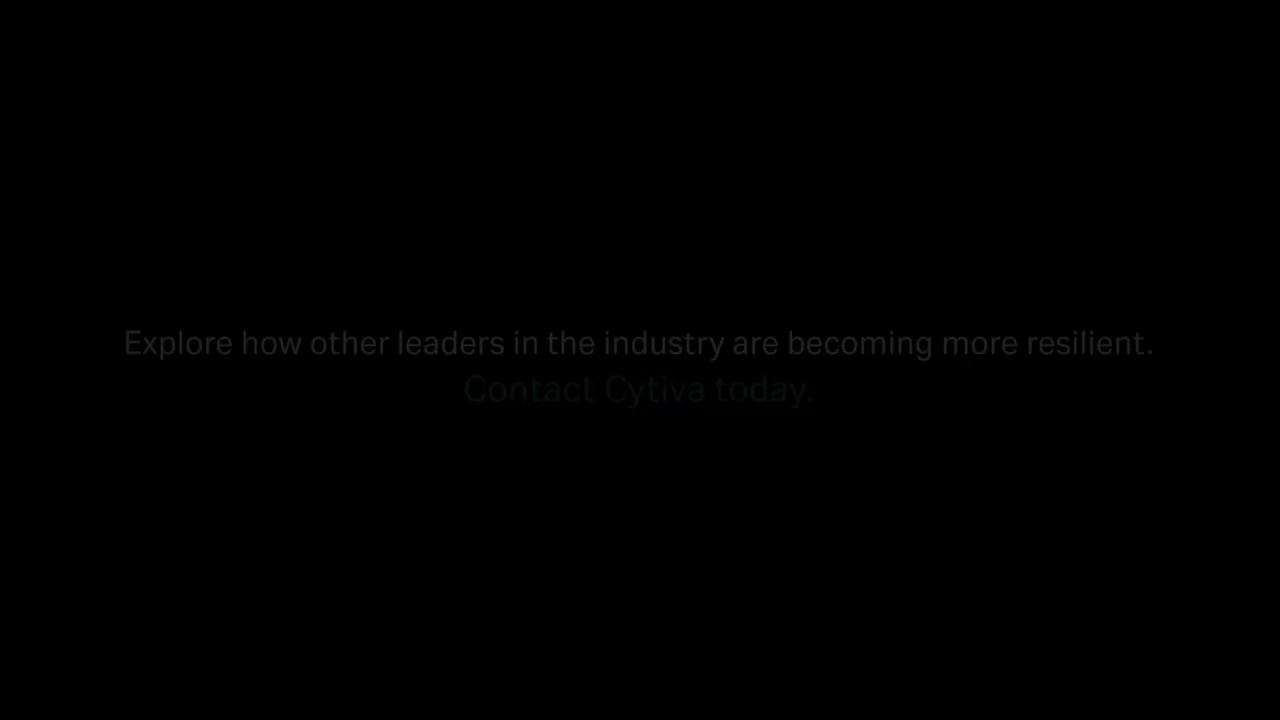 Explore how other leaders in the industry are becoming more resilient.
Contact Cytiva today.